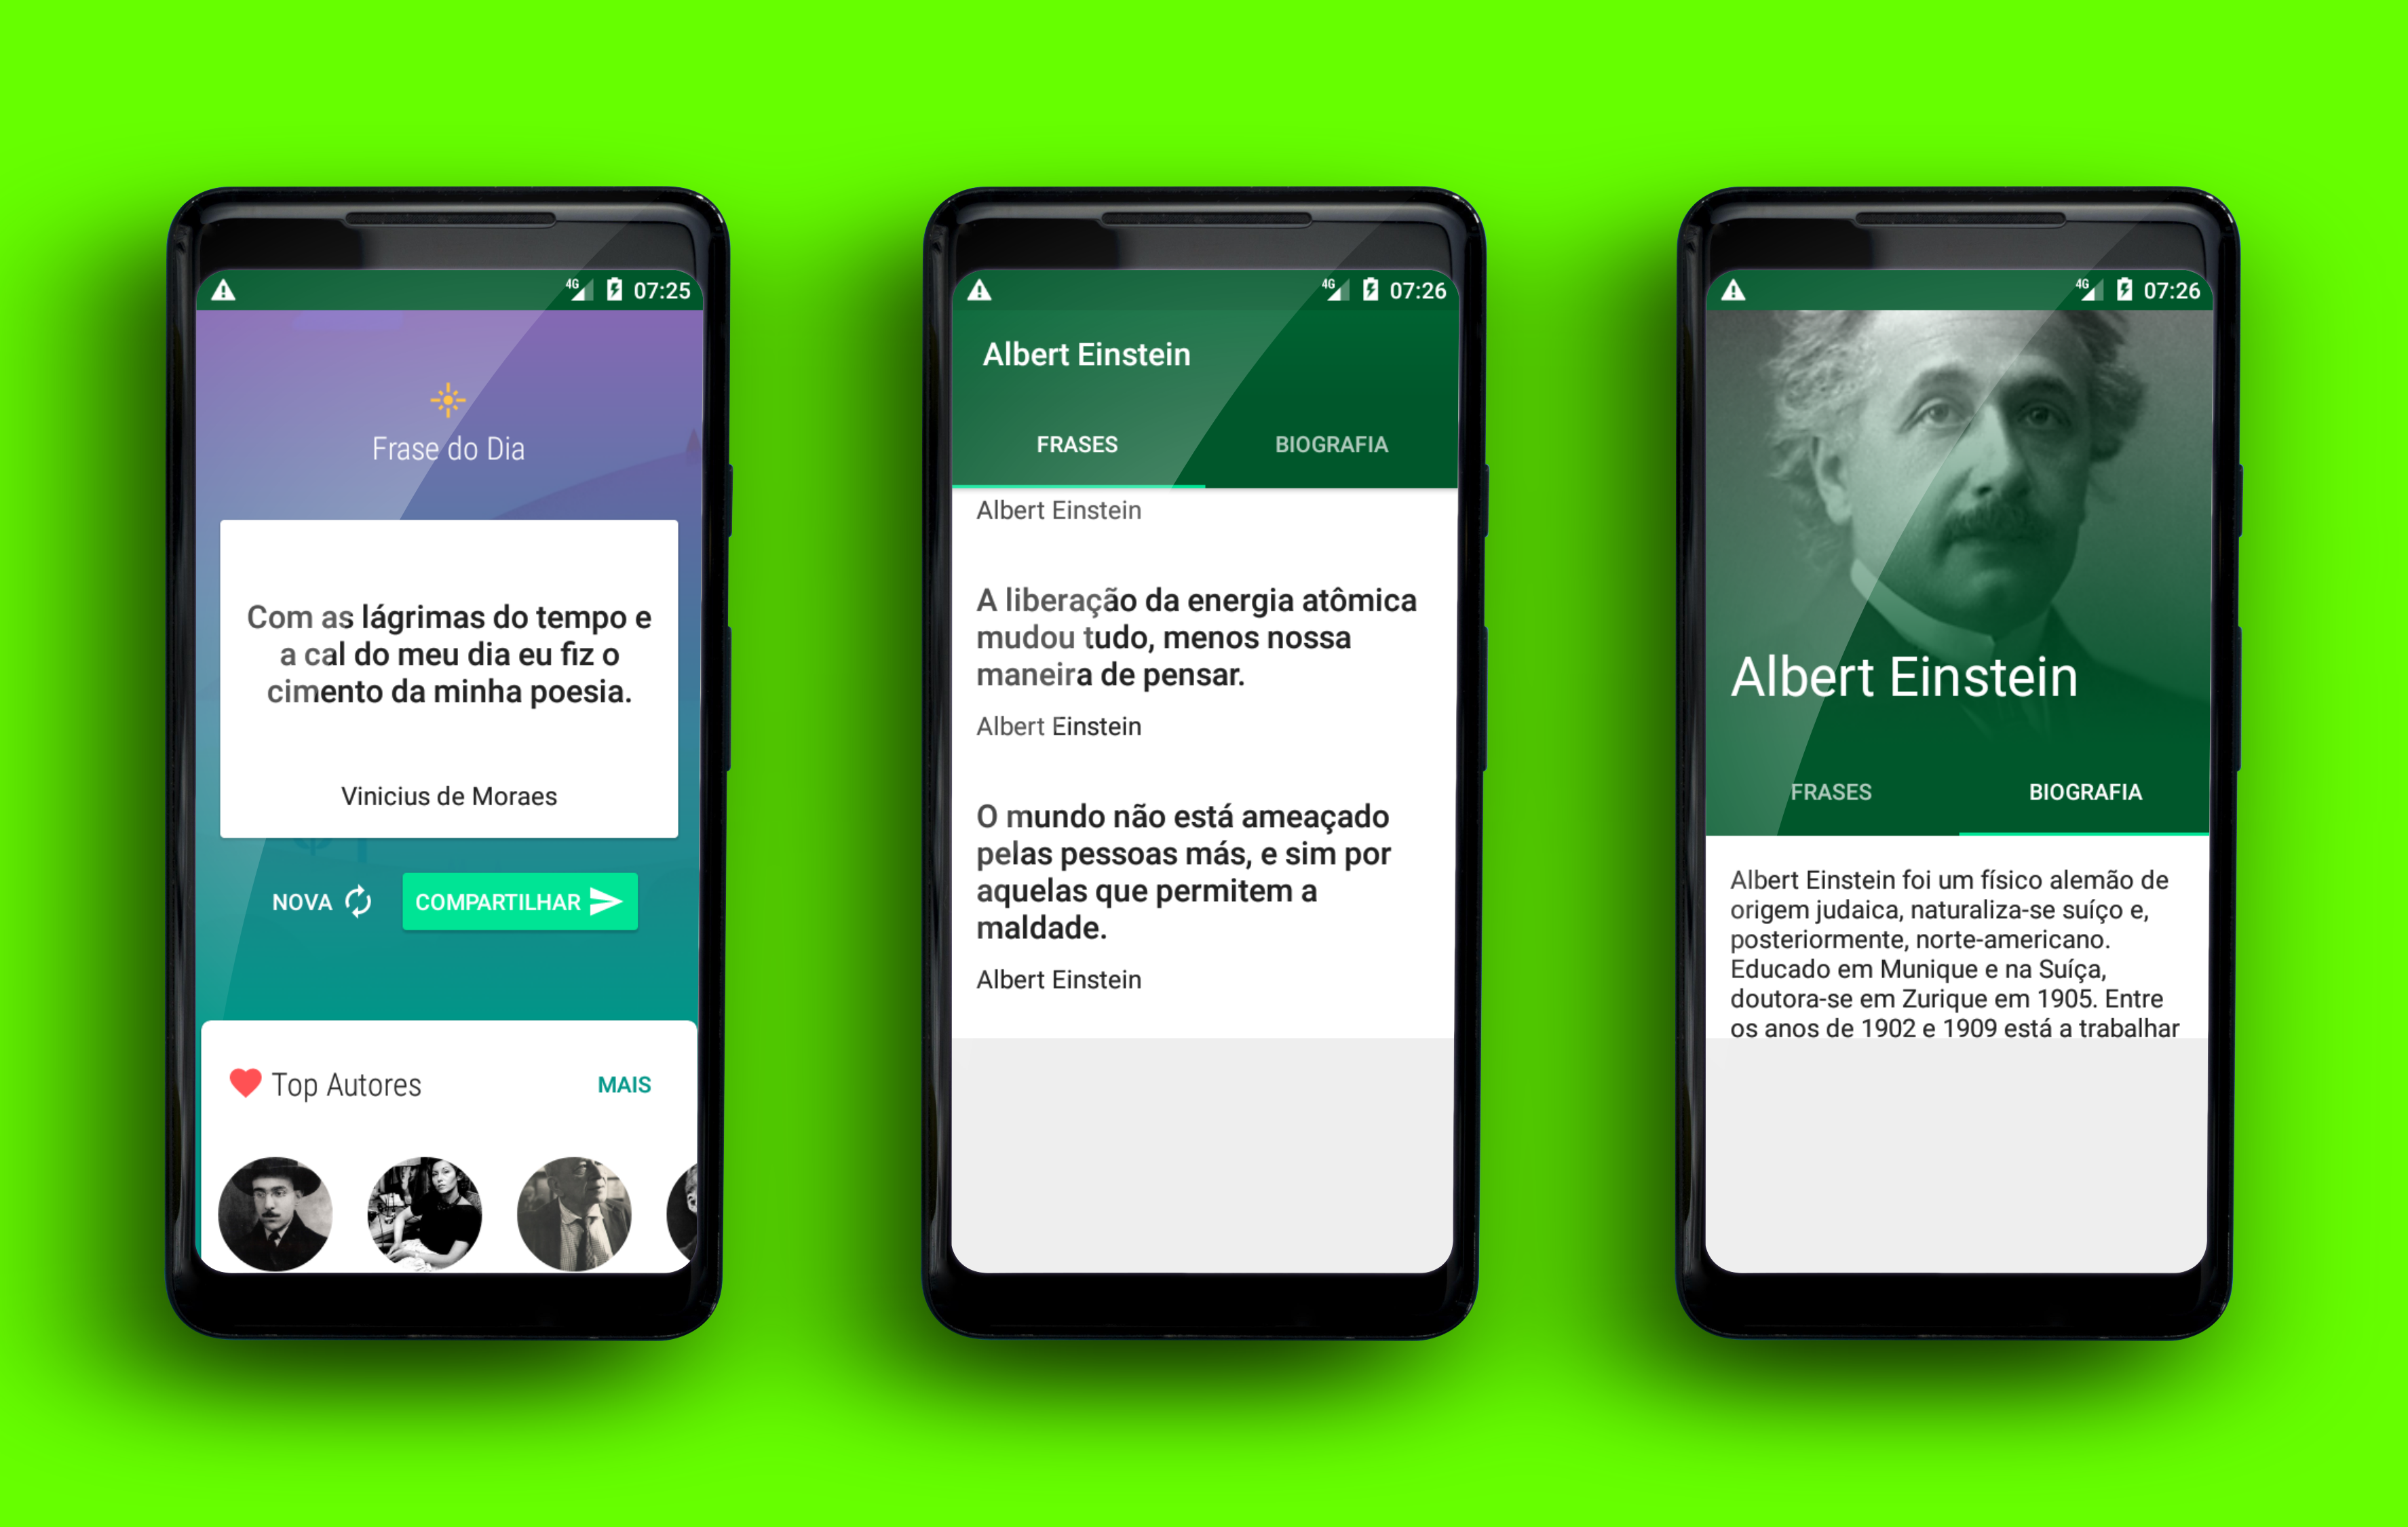 4G 07:25
Frase do Dia
Com as lágrimas do tempo e
a cal do meu dia eu fiz o
cimento da minha poesia.
Vinicius de Moraes
NOVA COMPARTILHAR
Top Autores MAIS
4G 07:26
Albert Einstein
FRASES BIOGRAFIA
Albert Einstein
A liberação da energia atômica
mudou tudo, menos nossa
maneira de pensar.
Albert Einstein
O mundo não está ameaçado
pelas pessoas más, e sim por
aquelas que permitem a
maldade.
Albert Einstein
4G 07:26
Albert Einstein
FRASES BIOGRAFIA
Albert Einstein foi um físico alemão de
origem judaica, naturaliza-se suíço e,
posteriormente, norte-americano.
Educado em Munique e na Suíça,
doutora-se em Zurique em 1905. Entre
os anos de 1902 e 1909 está a trabalhar